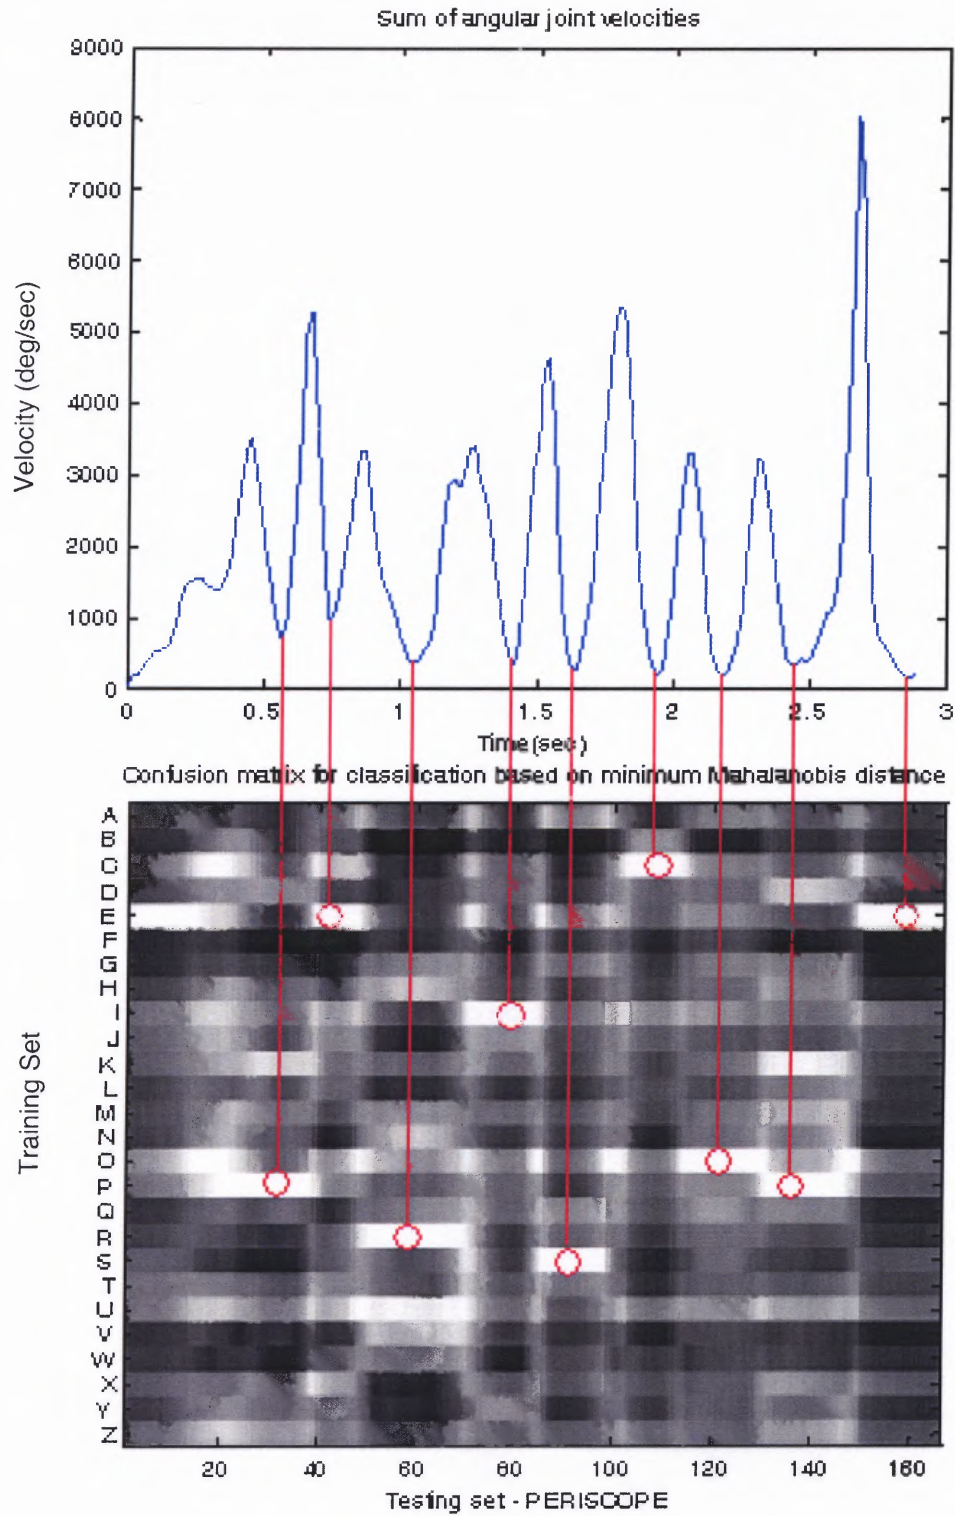 Sum of angular joint velocities
9000
8000
7000
6000
5000
4000
3000
2000
1000
0
Velocity (deg/sec)
0 0.5 1 1.5 2 2.5 3
Time (sec)
Confusion matrix for classification based on minimum Mahalanobis distance
A
B
C
D
E
F
G
H
I
J
K
L
M
N
O
P
Q
R
S
T
U
V
W
X
Y
Z
Training Set
20 40 60 80 100 120 140 160
Testing set - PERISCOPE